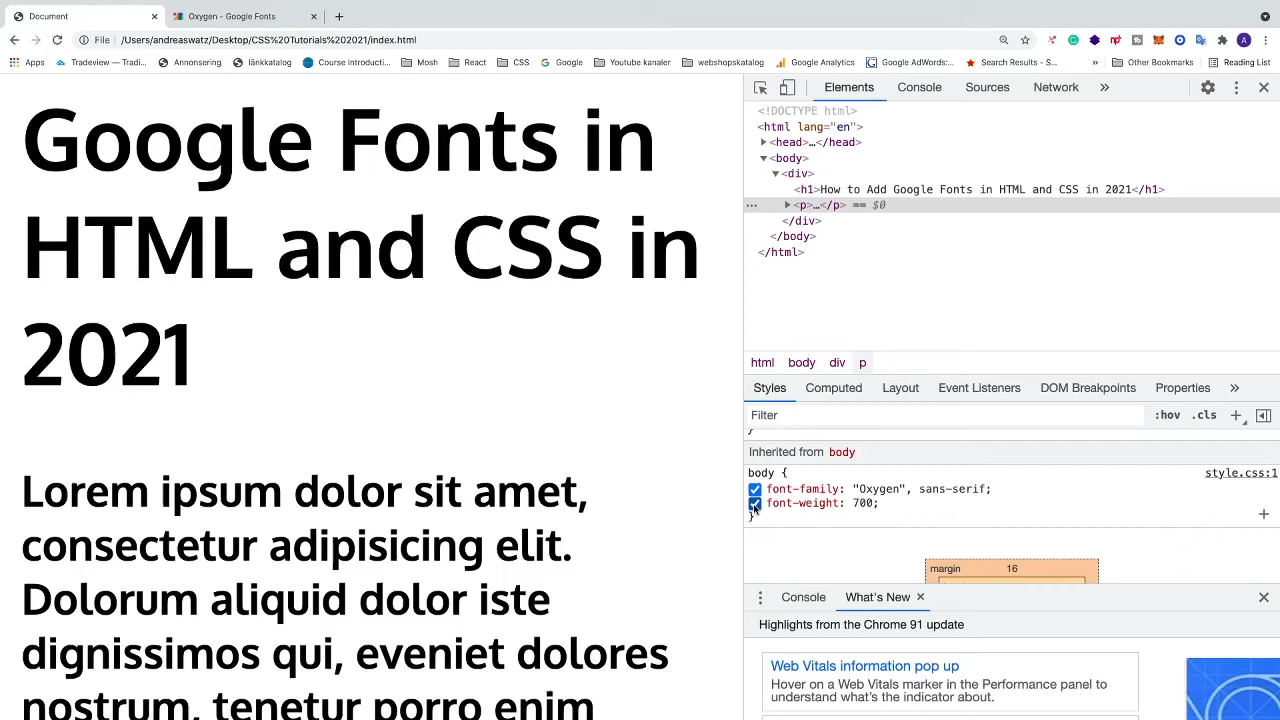 Document
Oxygen - Google Fonts
File
/Users/andreaswatz/Desktop/CSS%20Tutorials%202021/index.html
A
Apps
Tradeview — Tradi...
Annonsering
länkkatalog
Course Introducti...
Mosh
React
CSS
Google
Youtube kanaler
webshopskatalog
Google Analytics
Google AdWords:...
Search Results - S...
»
Other Bookmarks
Reading List
Google Fonts in
HTML and CSS in
2021
Lorem ipsum dolor sit amet,
consectetur adipisicing elit.
Dolorum aliquid dolor iste
dignissimos qui, eveniet dolores
nostrum, tenetur porro enim
Elements
Console
Sources
Network
»
<!DOCTYPE html>
<html lang="en">
<head>…</head>
<body>
<div>
<h1>How to Add Google Fonts in HTML and CSS in 2021</h1>
<p>…</p> == $0
</div>
</body>
</html>
html
body
div
p
Styles
Computed
Layout
Event Listeners
DOM Breakpoints
Properties
»
Filter
:hov
.cls
+
}
Inherited from body
body {
style.css:1
font-family: "Oxygen", sans-serif;
font-weight: 700;
}
margin
16
Console
What's New
Highlights from the Chrome 91 update
Web Vitals information pop up
Hover on a Web Vitals marker in the Performance panel to
understand what's the indicator about.